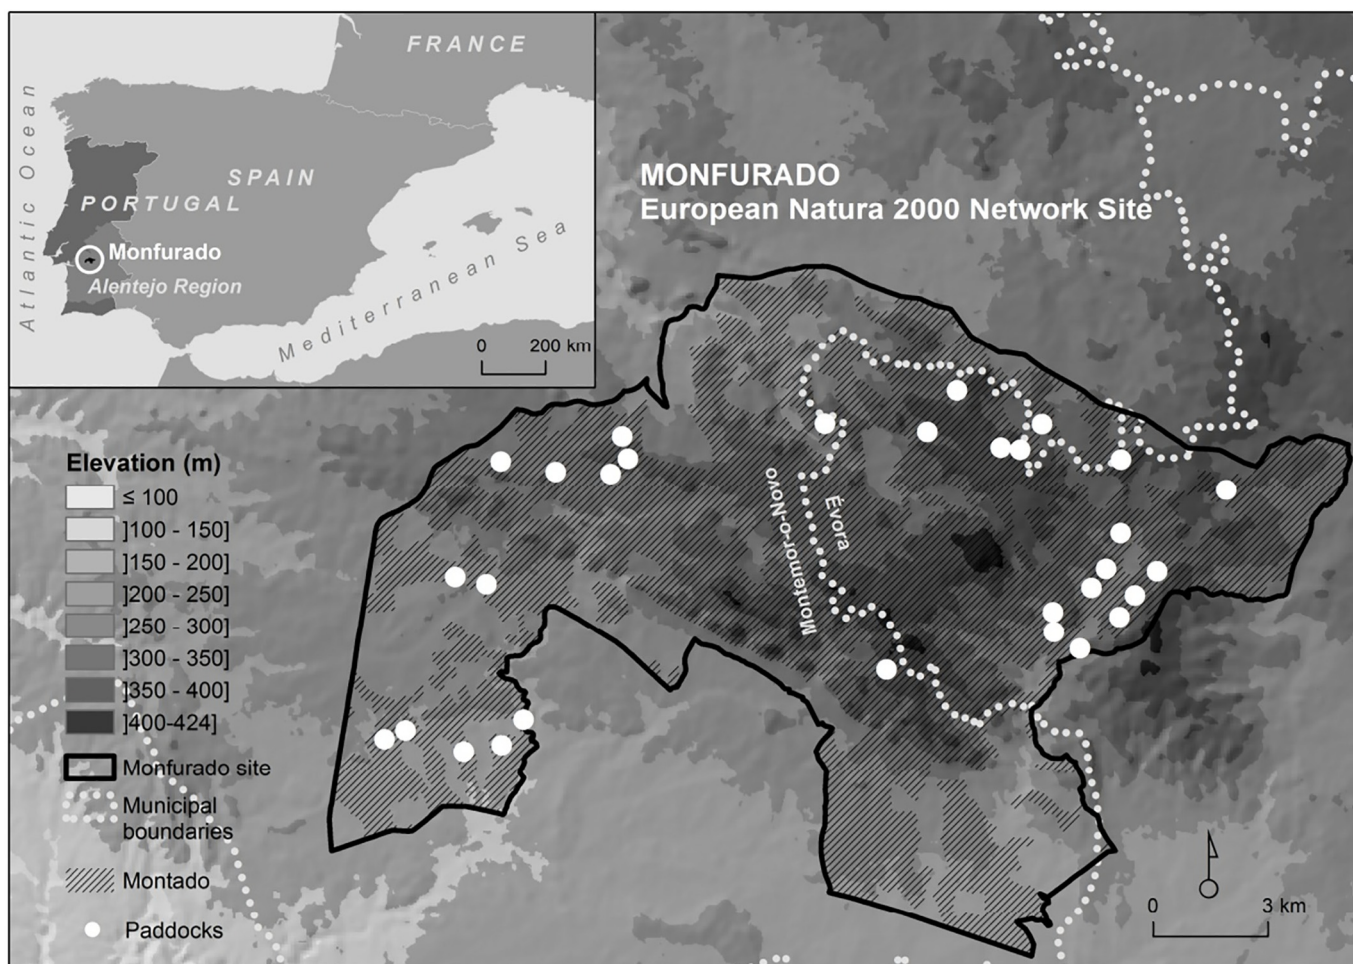 FRANCE
SPAIN
PORTUGAL
Atlantic Ocean
Monfurado
Alentejo Region
Mediterranean Sea
0 200 km
MONFURADO
European Natura 2000 Network Site
Montemor-o-Novo
Évora
Elevation (m)
≤ 100
]100 - 150]
]150 - 200]
]200 - 250]
]250 - 300]
]300 - 350]
]350 - 400]
]400-424]
Monfurado site
Municipal
boundaries
Montado
Paddocks
0 3 km